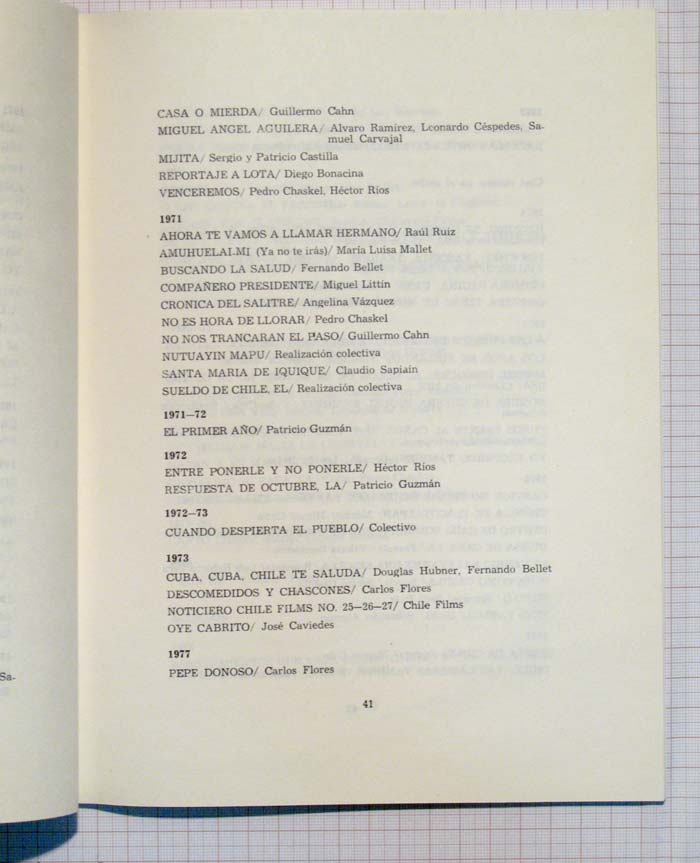 CASA O MIERDA/ Guillermo Cahn
MIGUEL ANGEL AGUILERA/ Alvaro Ramírez, Leonardo Céspedes, Sa-
muel Carvajal
MIJITA/ Sergio y Patricio Castilla
REPORTAJE A LOTA/ Diego Bonacina
VENCEREMOS/ Pedro Chaskel, Héctor Ríos
1971
AHORA TE VAMOS A LLAMAR HERMANO/ Raúl Ruiz
AMUHUELAI-MI (Ya no te irás)/ María Luisa Mallet
BUSCANDO LA SALUD/ Fernando Bellet
COMPAÑERO PRESIDENTE/ Miguel Littín
CRONICA DEL SALITRE/ Angelina Vázquez
NO ES HORA DE LLORAR/ Pedro Chaskel
NO NOS TRANCARAN EL PASO/ Guillermo Cahn
NUTUAYIN MAPU/ Realización colectiva
SANTA MARIA DE IQUIQUE/ Claudio Sapiaín
SUELDO DE CHILE, EL/ Realización colectiva
1971—72
EL PRIMER AÑO/ Patricio Guzmán
1972
ENTRE PONERLE Y NO PONERLE/ Héctor Ríos
RESPUESTA DE OCTUBRE, LA/ Patricio Guzmán
1972—73
CUANDO DESPIERTA EL PUEBLO/ Colectivo
1973
CUBA, CUBA, CHILE TE SALUDA/ Douglas Hubner, Fernando Bellet
DESCOMEDIDOS Y CHASCONES/ Carlos Flores
NOTICIERO CHILE FILMS NO. 25—26—27/ Chile Films
OYE CABRITO/ José Caviedes
1977
PEPE DONOSO/ Carlos Flores
41
Sa-